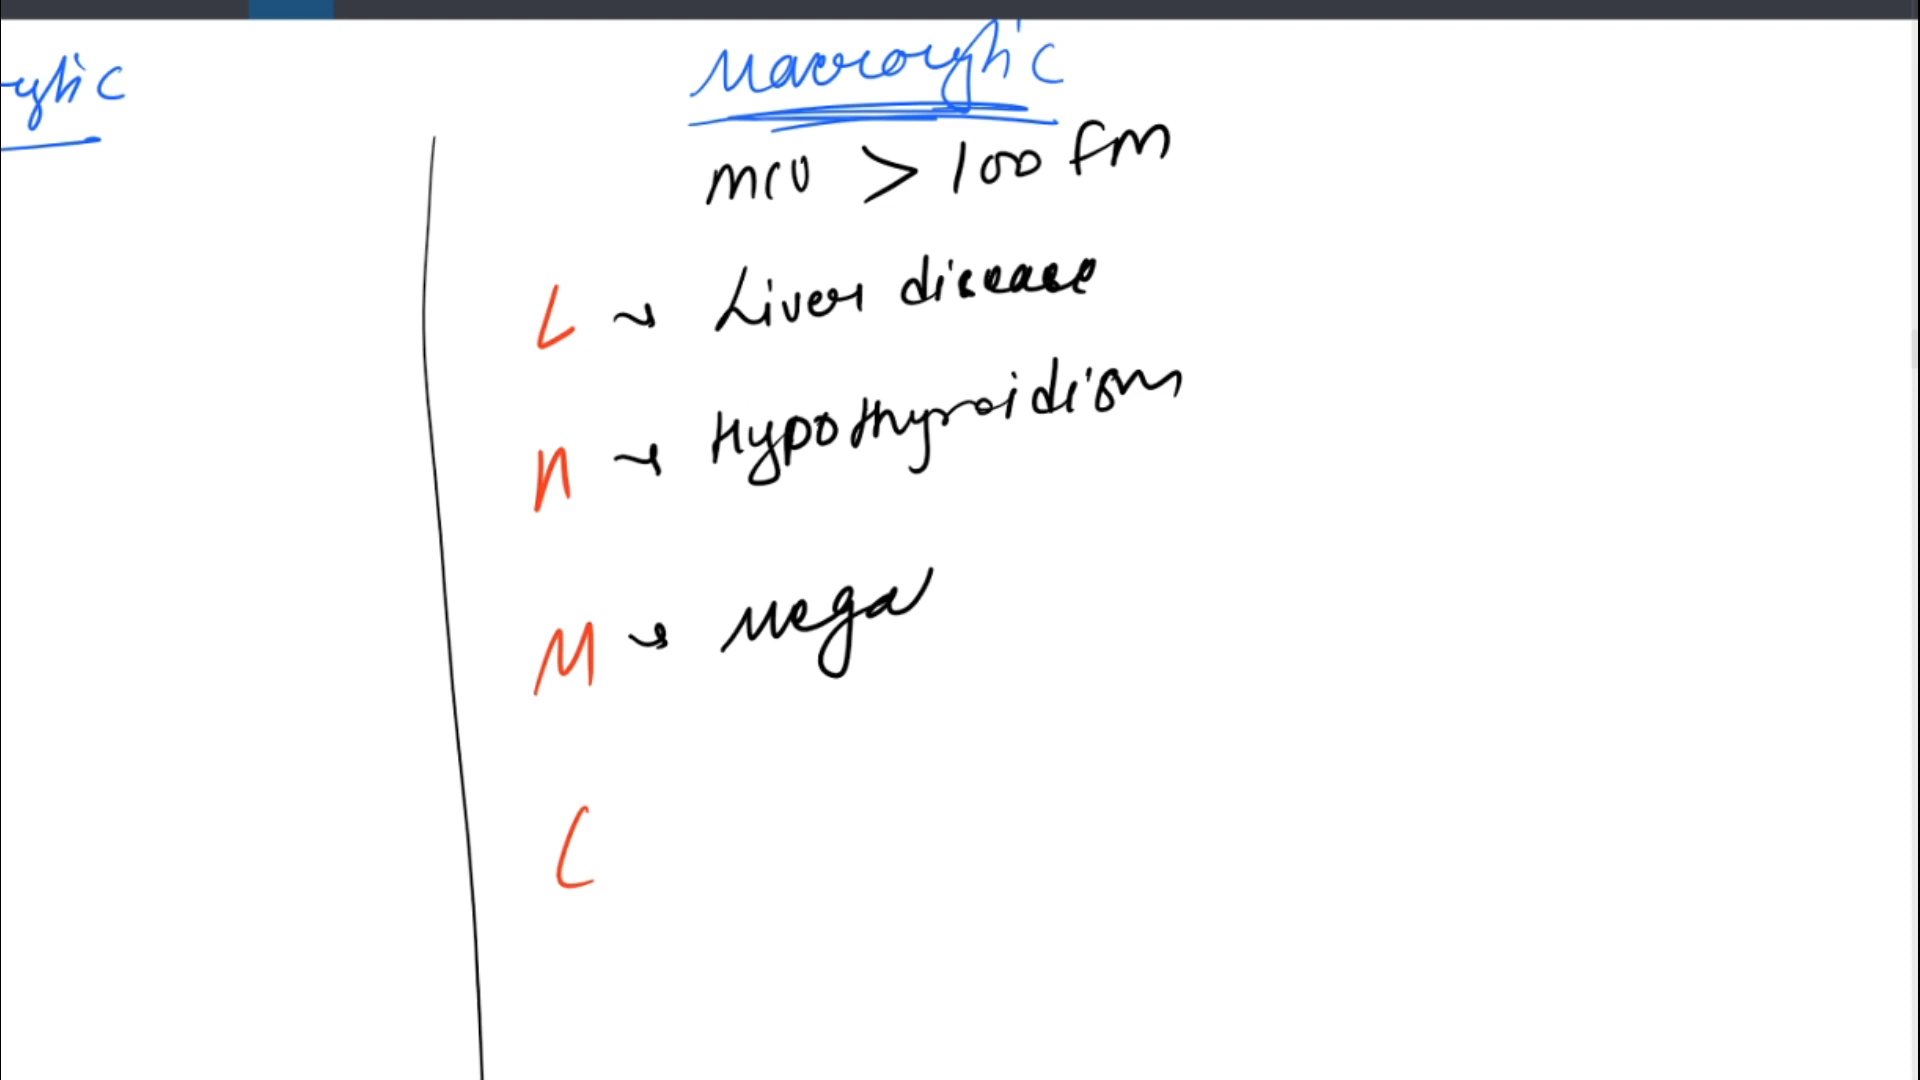 ytic
Macrocytic
MCV > 100 fm
L → Liver disease
H → Hypothyroidism
M → Mega
C